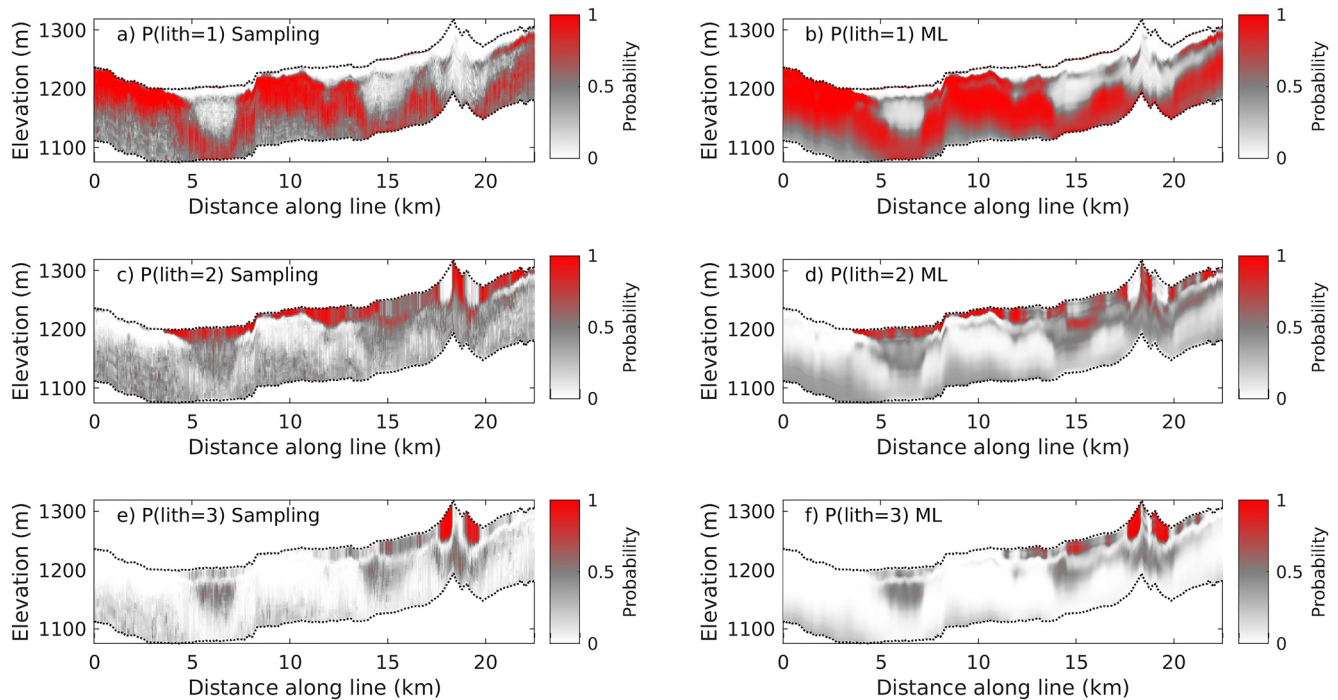 a) P(lith=1) Sampling
Elevation (m)
1300
1200
1100
0 5 10 15 20
Distance along line (km)
1
0.5
0
Probability
b) P(lith=1) ML
Elevation (m)
1300
1200
1100
0 5 10 15 20
Distance along line (km)
1
0.5
0
Probability
c) P(lith=2) Sampling
Elevation (m)
1300
1200
1100
0 5 10 15 20
Distance along line (km)
1
0.5
0
Probability
d) P(lith=2) ML
Elevation (m)
1300
1200
1100
0 5 10 15 20
Distance along line (km)
1
0.5
0
Probability
e) P(lith=3) Sampling
Elevation (m)
1300
1200
1100
0 5 10 15 20
Distance along line (km)
1
0.5
0
Probability
f) P(lith=3) ML
Elevation (m)
1300
1200
1100
0 5 10 15 20
Distance along line (km)
1
0.5
0
Probability